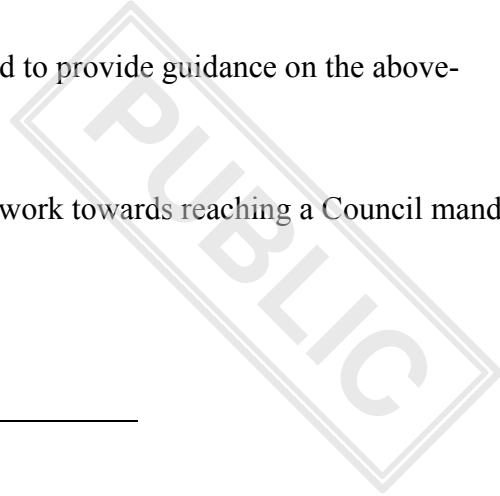 d to provide guidance on the above-
work towards reaching a Council mand
PUBLIC